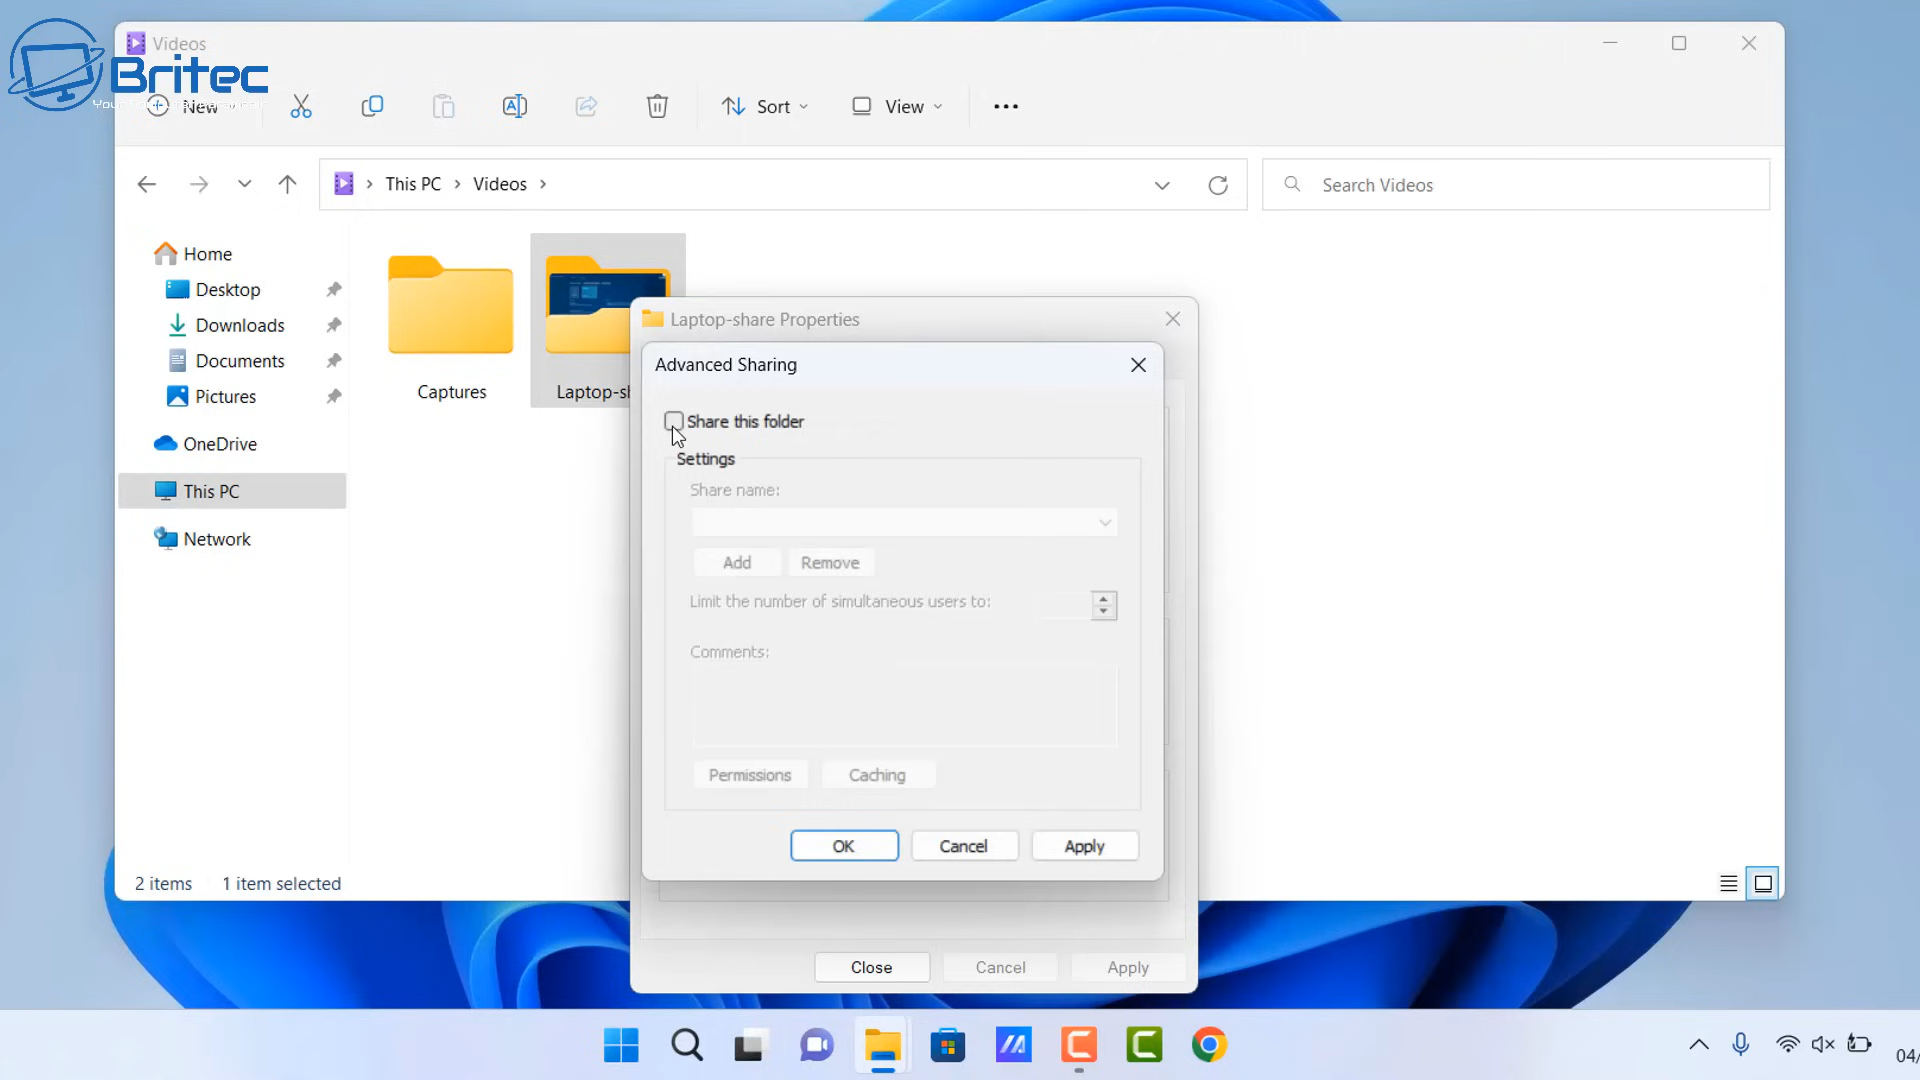 Videos
Britec
New
Sort
View
This PC
Videos
Search Videos
Home
Desktop
Downloads
Documents
Pictures
OneDrive
This PC
Network
Captures
Laptop-sh
Laptop-share Properties
Advanced Sharing
Share this folder
Settings
Share name:
Add
Remove
Limit the number of simultaneous users to:
Comments:
Permissions
Caching
OK
Cancel
Apply
2 items
1 item selected
Close
Cancel
Apply
04/